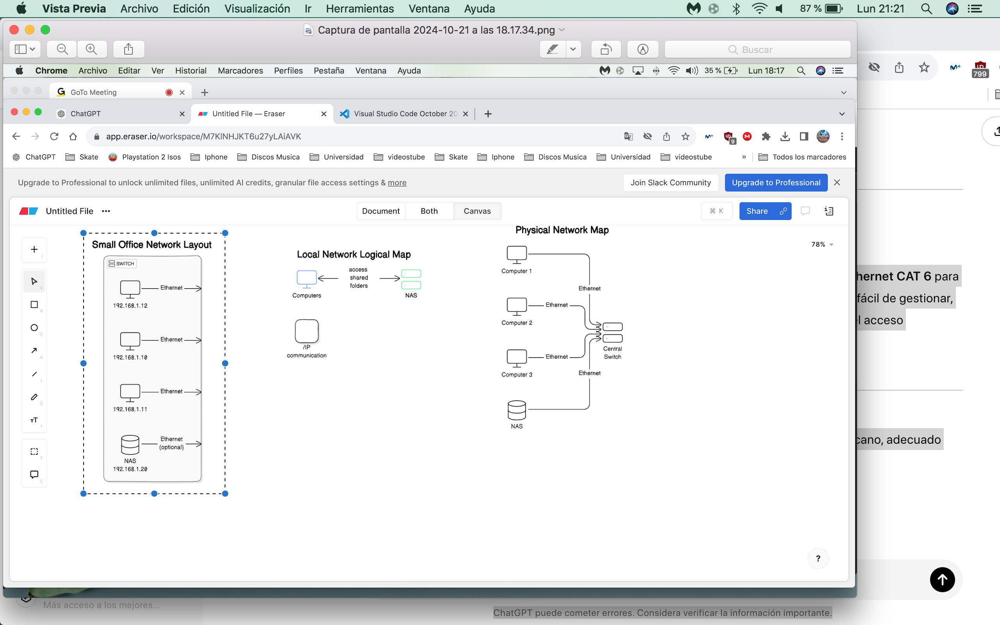 Vista Previa Archivo Edición Visualización Ir Herramientas Ventana Ayuda 87 % Lun 21:21
Captura de pantalla 2024-10-21 a las 18.17.34.png
Buscar
Chrome Archivo Editar Ver Historial Marcadores Perfiles Pestaña Ventana Ayuda 35 % Lun 18:17
799
GoTo Meeting
ChatGPT Untitled File — Eraser Visual Studio Code October 20
app.eraser.io/workspace/M7KlNHJKT6u27yLAiAVK
9
ChatGPT Skate Playstation 2 Isos Iphone Discos Musica Universidad videostube Skate Iphone Discos Musica Universidad videostube » Todos los marcadores
Upgrade to Professional to unlock unlimited files, unlimited AI credits, granular file access settings & more
Join Slack Community Upgrade to Professional
Untitled File ••• Document Both Canvas ⌘ K Share
78%
Small Office Network Layout
SWITCH
Ethernet
192.168.1.12
Ethernet
192.168.1.10
Ethernet
192.168.1.11
Ethernet
(optional)
NAS
192.168.1.20
Local Network Logical Map
access
shared
folders
Computers
NAS
/IP
communication
Physical Network Map
Computer 1
Ethernet
Ethernet
Computer 2
Central
Switch
Ethernet
Computer 3
Ethernet
NAS
/
V
R
O
A
L
D
T
F
C
?
hernet CAT 6 para
fácil de gestionar,
l acceso
cano, adecuado
Más acceso a los mejores...
ChatGPT puede cometer errores. Considera verificar la información importante.